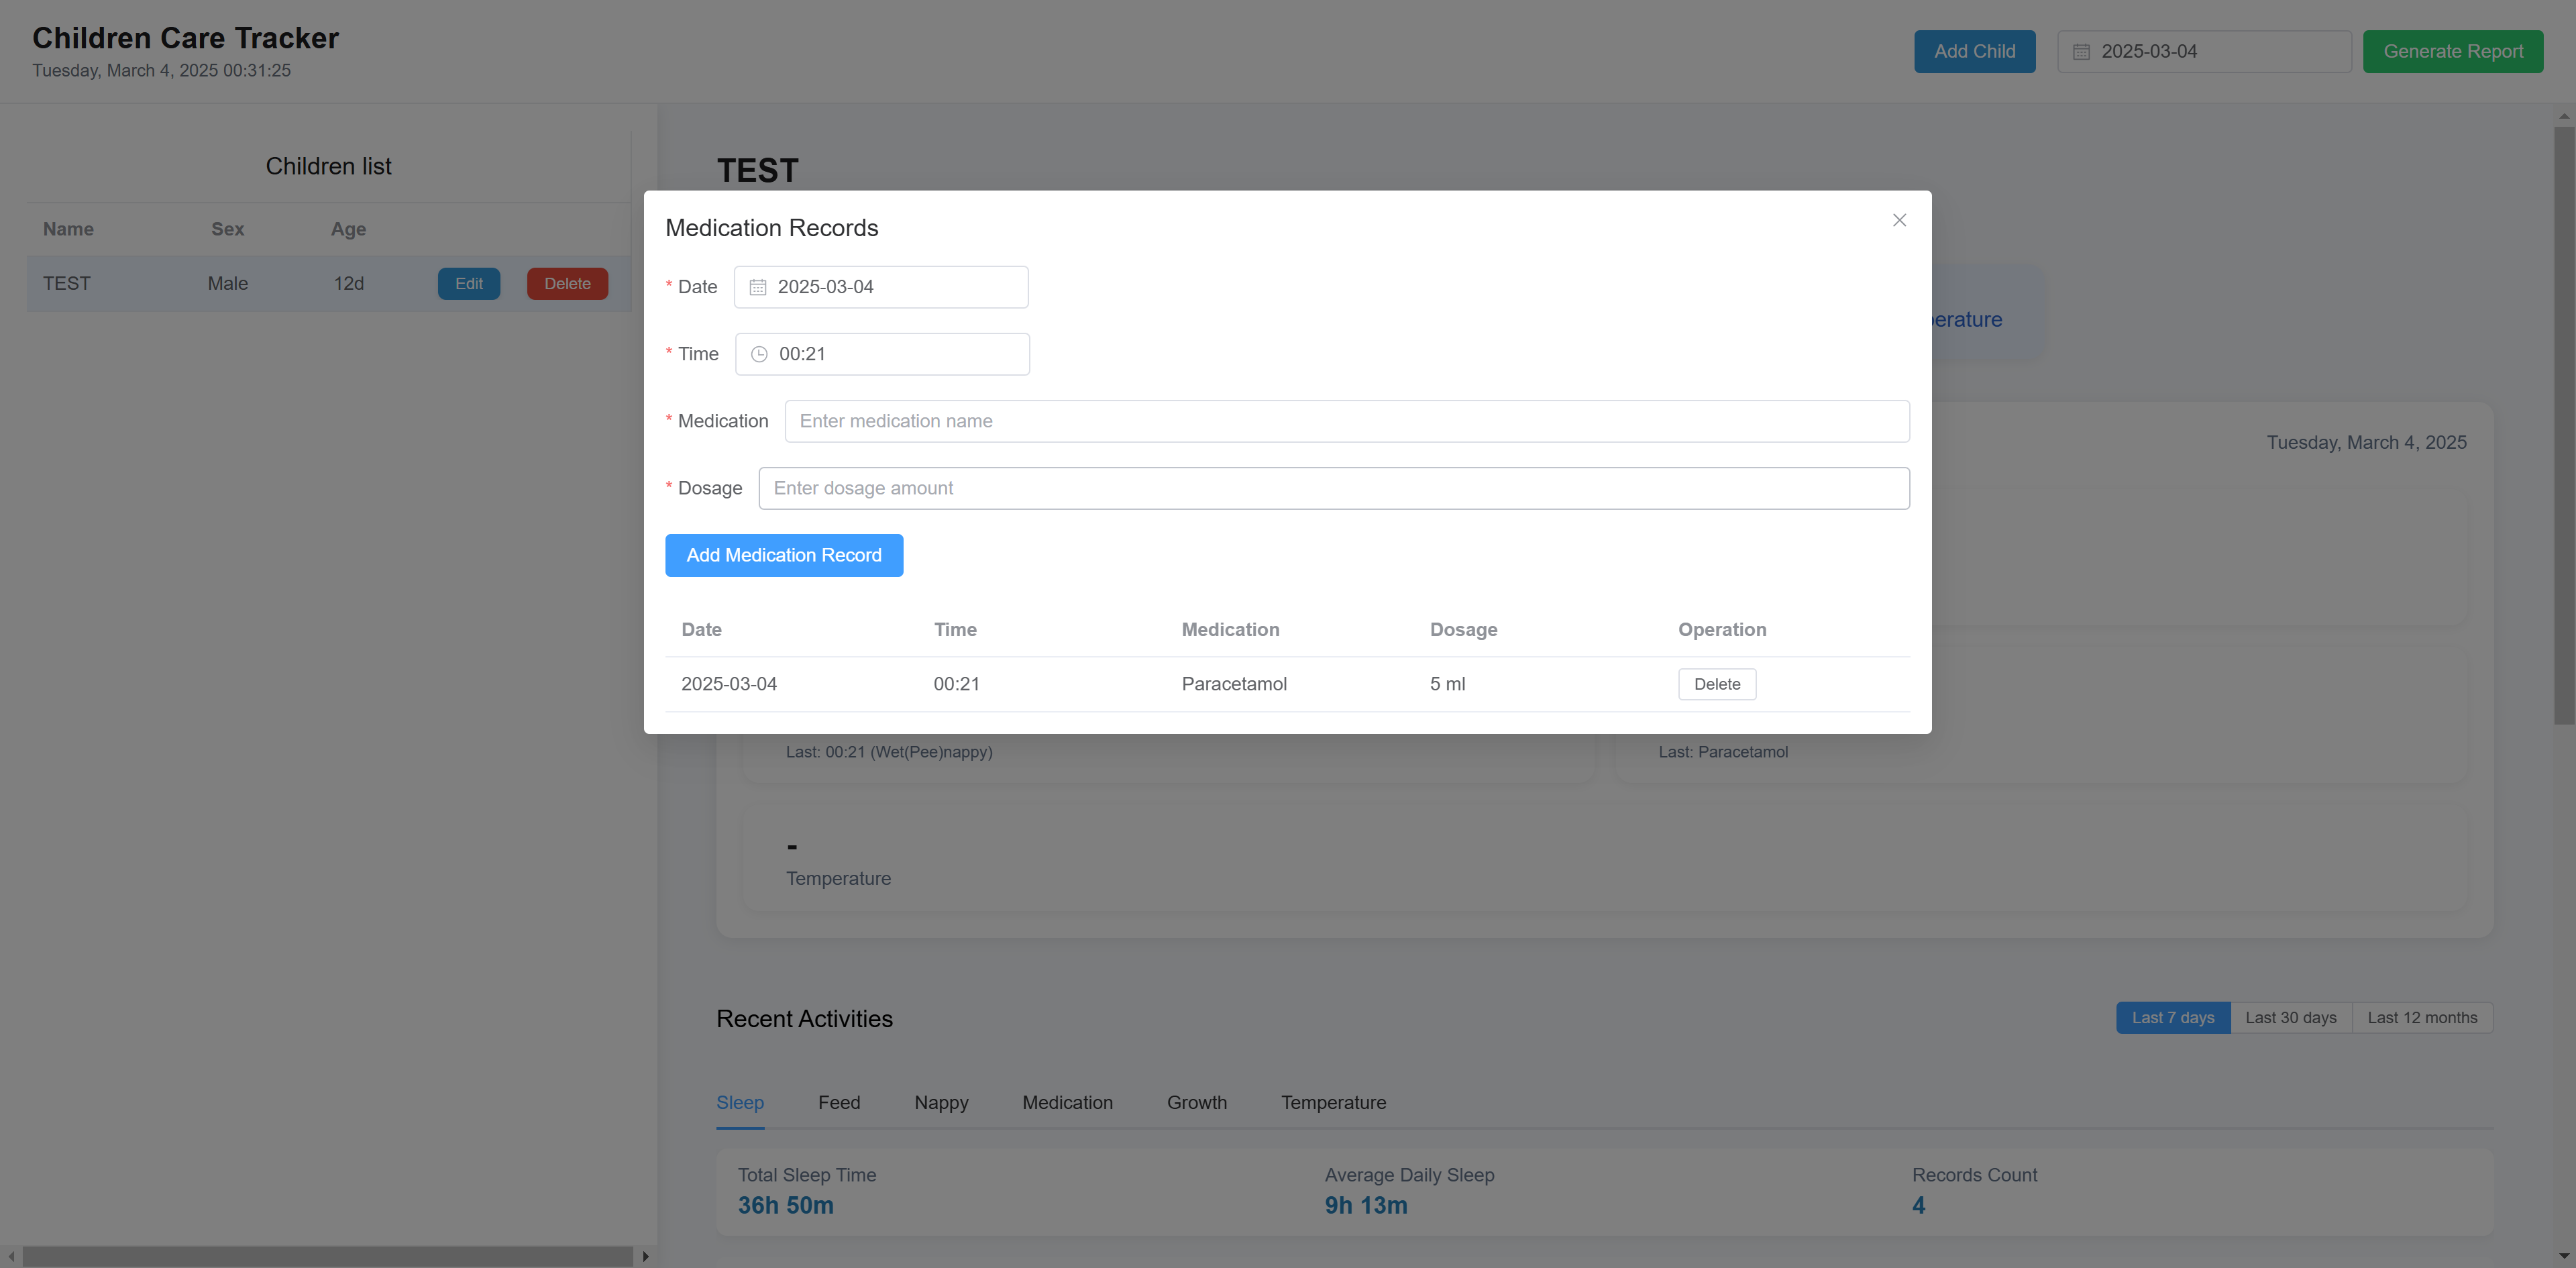 Children Care Tracker
Tuesday, March 4, 2025 00:31:25
Add Child
2025-03-04
Generate Report
Children list
Name Sex Age
TEST Male 12d Edit Delete
TEST
Medication Records
* Date 2025-03-04
* Time 00:21
* Medication Enter medication name
* Dosage Enter dosage amount
Add Medication Record
Date Time Medication Dosage Operation
2025-03-04 00:21 Paracetamol 5 ml Delete
perature
Tuesday, March 4, 2025
Last: 00:21 (Wet(Pee)nappy)
Last: Paracetamol
-
Temperature
Recent Activities
Last 7 days Last 30 days Last 12 months
Sleep Feed Nappy Medication Growth Temperature
Total Sleep Time Average Daily Sleep Records Count
36h 50m 9h 13m 4